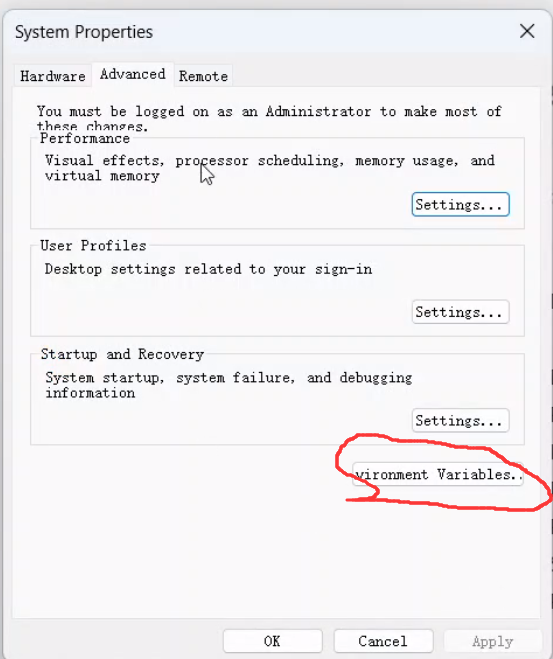 System Properties
Hardware Advanced Remote
You must be logged on as an Administrator to make most of
these changes.
Performance
Visual effects, processor scheduling, memory usage, and
virtual memory
Settings...
User Profiles
Desktop settings related to your sign-in
Settings...
Startup and Recovery
System startup, system failure, and debugging
information
Settings...
vironment Variables..
OK Cancel Apply